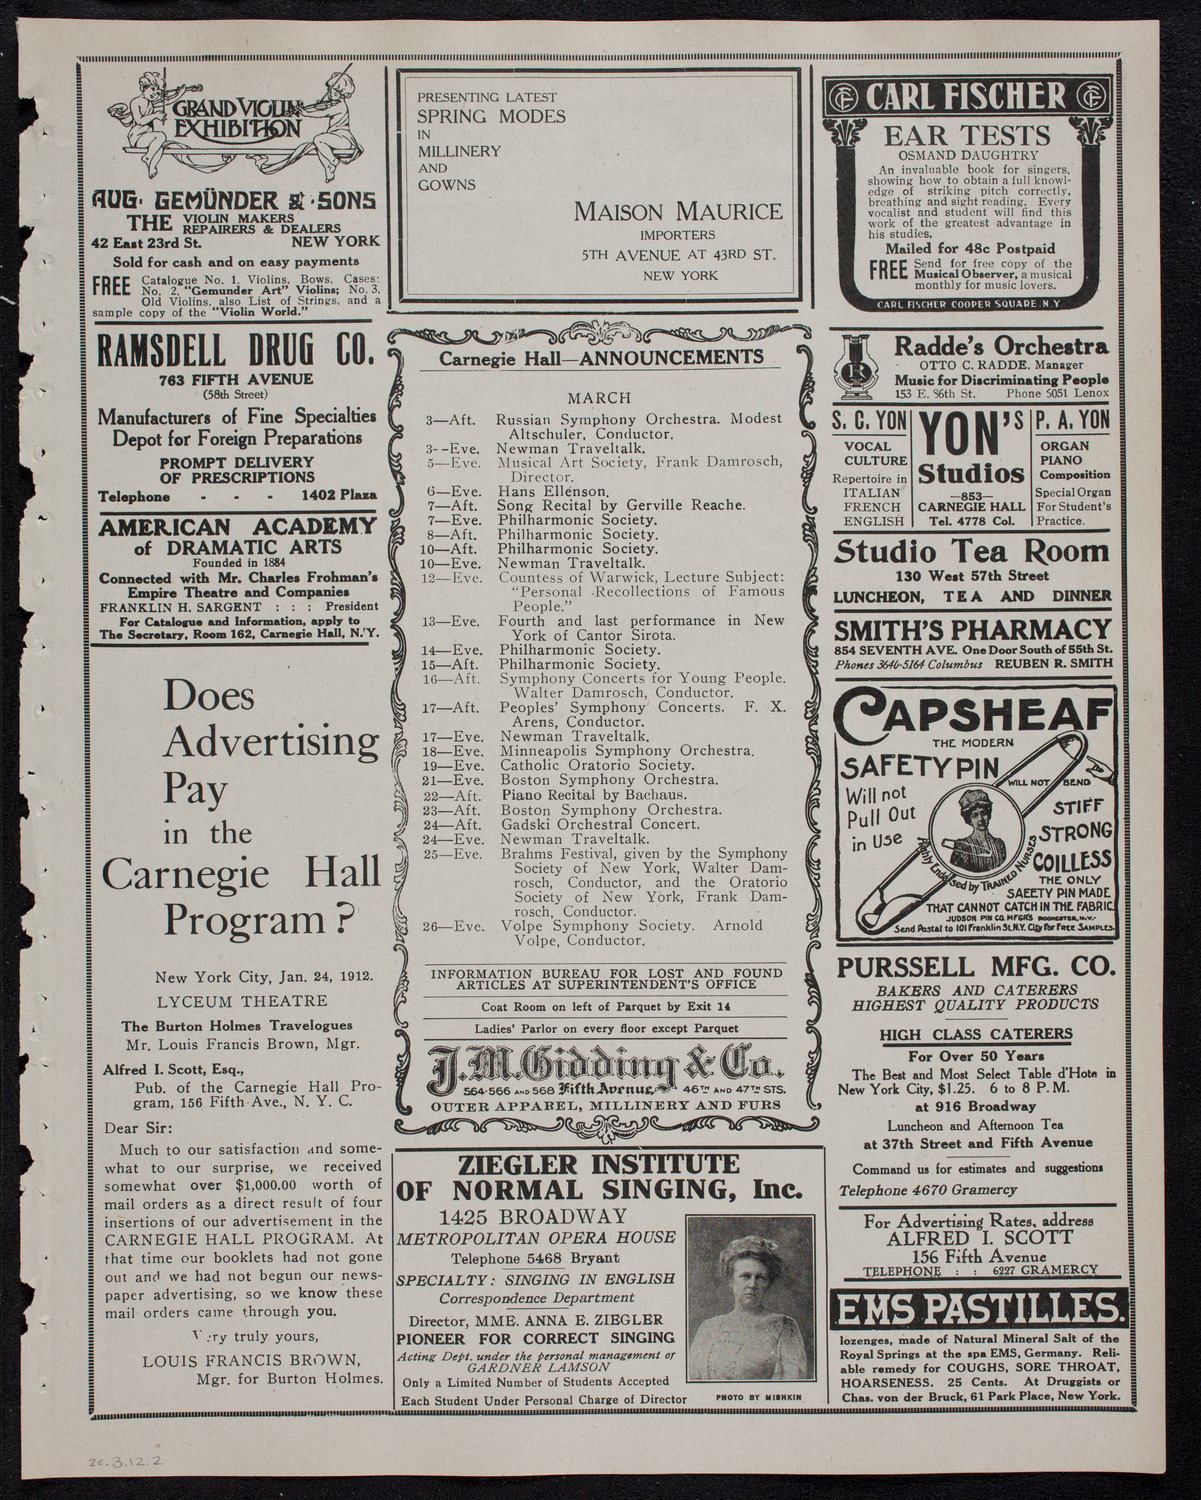 GRAND VIOLIN
EXHIBITION
AUG. GEMÜNDER & SONS
THE VIOLIN MAKERS
REPAIRERS & DEALERS
42 East 23rd St. NEW YORK
Sold for cash and on easy payments
FREE Catalogue No. 1, Violins, Bows, Cases;
No. 2, "Gemunder Art" Violins; No. 3,
Old Violins, also List of Strings, and a
sample copy of the "Violin World."
RAMSDELL DRUG CO.
763 FIFTH AVENUE
(58th Street)
Manufacturers of Fine Specialties
Depot for Foreign Preparations
PROMPT DELIVERY
OF PRESCRIPTIONS
Telephone - - - 1402 Plaza
AMERICAN ACADEMY
of DRAMATIC ARTS
Founded in 1884
Connected with Mr. Charles Frohman's
Empire Theatre and Companies
FRANKLIN H. SARGENT : : : President
For Catalogue and Information, apply to
The Secretary, Room 162, Carnegie Hall, N.Y.
Does
Advertising
Pay
in the
Carnegie Hall
Program?
New York City, Jan. 24, 1912.
LYCEUM THEATRE
The Burton Holmes Travelogues
Mr. Louis Francis Brown, Mgr.
Alfred I. Scott, Esq.,
Pub. of the Carnegie Hall Pro-
gram, 156 Fifth Ave., N. Y. C.
Dear Sir:
Much to our satisfaction and some-
what to our surprise, we received
somewhat over $1,000.00 worth of
mail orders as a direct result of four
insertions of our advertisement in the
CARNEGIE HALL PROGRAM. At
that time our booklets had not gone
out and we had not begun our news-
paper advertising, so we know these
mail orders came through you.
Very truly yours,
LOUIS FRANCIS BROWN,
Mgr. for Burton Holmes.
PRESENTING LATEST
SPRING MODES
IN
MILLINERY
AND
GOWNS
MAISON MAURICE
IMPORTERS
5TH AVENUE AT 43RD ST.
NEW YORK
Carnegie Hall—ANNOUNCEMENTS
MARCH
3—Aft. Russian Symphony Orchestra. Modest
Altschuler, Conductor.
3--Eve. Newman Traveltalk.
5—Eve. Musical Art Society, Frank Damrosch,
Director.
6—Eve. Hans Ellenson.
7—Aft. Song Recital by Gerville Reache.
7—Eve. Philharmonic Society.
8—Aft. Philharmonic Society.
10—Aft. Philharmonic Society.
10—Eve. Newman Traveltalk.
12—Eve. Countess of Warwick, Lecture Subject:
"Personal Recollections of Famous
People."
13—Eve. Fourth and last performance in New
York of Cantor Sirota.
14—Eve. Philharmonic Society.
15—Aft. Philharmonic Society.
16—Aft. Symphony Concerts for Young People.
Walter Damrosch, Conductor.
17—Aft. Peoples' Symphony Concerts. F. X.
Arens, Conductor.
17—Eve. Newman Traveltalk.
18—Eve. Minneapolis Symphony Orchestra.
19—Eve. Catholic Oratorio Society.
21—Eve. Boston Symphony Orchestra.
22—Aft. Piano Recital by Bachaus.
23—Aft. Boston Symphony Orchestra.
24—Aft. Gadski Orchestral Concert.
24—Eve. Newman Traveltalk.
25—Eve. Brahms Festival, given by the Symphony
Society of New York, Walter Dam-
rosch, Conductor, and the Oratorio
Society of New York, Frank Dam-
rosch, Conductor.
26—Eve. Volpe Symphony Society. Arnold
Volpe, Conductor.
INFORMATION BUREAU FOR LOST AND FOUND
ARTICLES AT SUPERINTENDENT'S OFFICE
Coat Room on left of Parquet by Exit 14
Ladies' Parlor on every floor except Parquet
J.M. Gidding & Co.
564-566 AND 568 Fifth Avenue, 46TH AND 47TH STS.
OUTER APPAREL, MILLINERY AND FURS
ZIEGLER INSTITUTE
OF NORMAL SINGING, Inc.
1425 BROADWAY
METROPOLITAN OPERA HOUSE
Telephone 5468 Bryant
SPECIALTY: SINGING IN ENGLISH
Correspondence Department
Director, MME. ANNA E. ZIEGLER
PIONEER FOR CORRECT SINGING
Acting Dept. under the personal management of
GARDNER LAMSON
Only a Limited Number of Students Accepted
Each Student Under Personal Charge of Director
PHOTO BY MISHKIN
CF CARL FISCHER CF
EAR TESTS
OSMAND DAUGHTRY
An invaluable book for singers,
showing how to obtain a full knowl-
edge of striking pitch correctly,
breathing and sight reading. Every
vocalist and student will find this
work of the greatest advantage in
his studies.
Mailed for 48c Postpaid
FREE Send for free copy of the
Musical Observer, a musical
monthly for music lovers.
CARL FISCHER COOPER SQUARE. N.Y.
R
Radde's Orchestra
OTTO C. RADDE, Manager
Music for Discriminating People
153 E. 86th St. Phone 5051 Lenox
S. C. YON
VOCAL
CULTURE
Repertoire in
ITALIAN
FRENCH
ENGLISH
YON'S
Studios
—853—
CARNEGIE HALL
Tel. 4778 Col.
P. A. YON
ORGAN
PIANO
Composition
Special Organ
For Student's
Practice.
Studio Tea Room
130 West 57th Street
LUNCHEON, TEA AND DINNER
SMITH'S PHARMACY
854 SEVENTH AVE. One Door South of 55th St.
Phones 3646-5164 Columbus REUBEN R. SMITH
CAPSHEAF
THE MODERN
SAFETY PIN
WILL NOT BEND
Will not
Pull Out
in Use
STIFF
STRONG
COILLESS
Highly Endorsed by TRAINED NURSES
THE ONLY
SAFETY PIN MADE
THAT CANNOT CATCH IN THE FABRIC.
JUDSON PIN CO. MFGRS ROCHESTER, N.Y.
Send Postal to 101 Franklin St. N.Y. City for FREE SAMPLES.
PURSSELL MFG. CO.
BAKERS AND CATERERS
HIGHEST QUALITY PRODUCTS
HIGH CLASS CATERERS
For Over 50 Years
The Best and Most Select Table d'Hote in
New York City, $1.25. 6 to 8 P. M.
at 916 Broadway
Luncheon and Afternoon Tea
at 37th Street and Fifth Avenue
Command us for estimates and suggestions
Telephone 4670 Gramercy
For Advertising Rates, address
ALFRED I. SCOTT
156 Fifth Avenue
TELEPHONE : : 6227 GRAMERCY
EMS PASTILLES.
lozenges, made of Natural Mineral Salt of the
Royal Springs at the spa EMS, Germany. Reli-
able remedy for COUGHS, SORE THROAT,
HOARSENESS. 25 Cents. At Druggists or
Chas. von der Bruck, 61 Park Place, New York.
2e.3.12.2